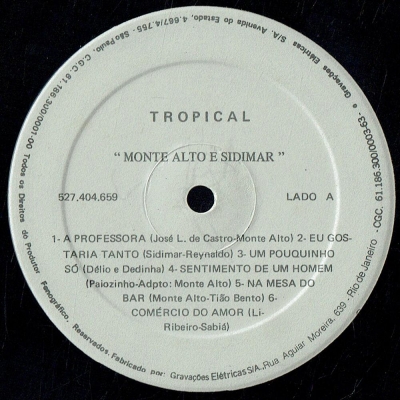 TROPICAL
" MONTE ALTO E SIDIMAR "
527.404.659
LADO A
1- A PROFESSORA (José L. de Castro-Monte Alto) 2- EU GOS-
TARIA TANTO (Sidimar-Reynaldo) 3- UM POUQUINHO
SÓ (Délio e Dedinha) 4- SENTIMENTO DE UM HOMEM
(Paiozinho-Adpto: Monte Alto) 5- NA MESA DO
BAR (Monte Alto-Tião Bento) 6-
COMÉRCIO DO AMOR (Li-
Ribeiro-Sabiá)
Todos os Direitos do Produtor Fonográfico, Reservados. Fabricado por: Gravações Elétricas S/A., Rua Aguiar Moreira, 639 - Rio de Janeiro - CGC. 61.186.300/0003-63- e Gravações Elétricas S/A. Avenida do Estado, 4.667/4.755- São Paulo, C.G.C. 61.186.300/0001-00